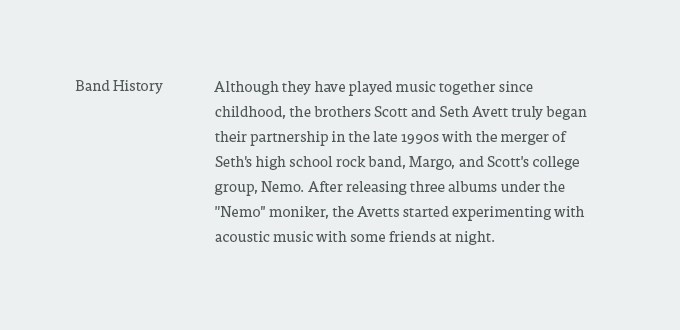 Band History
Although they have played music together since
childhood, the brothers Scott and Seth Avett truly began
their partnership in the late 1990s with the merger of
Seth's high school rock band, Margo, and Scott's college
group, Nemo. After releasing three albums under the
"Nemo" moniker, the Avetts started experimenting with
acoustic music with some friends at night.